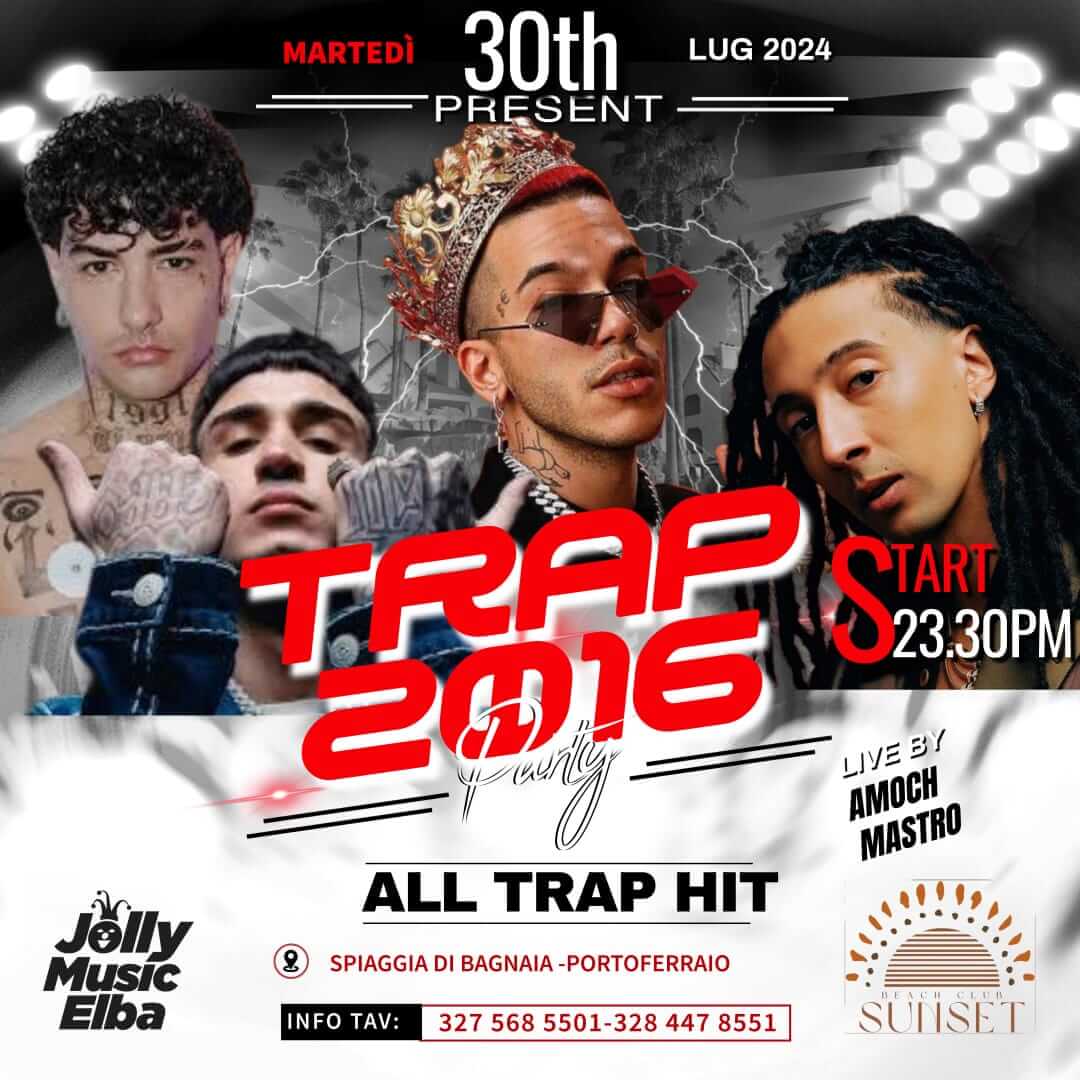 MARTEDÌ 30th LUG 2024
PRESENT
TRAP
2016
Party
START
23.30PM
LIVE BY
AMOCH
MASTRO
ALL TRAP HIT
SPIAGGIA DI BAGNAIA -PORTOFERRAIO
INFO TAV: 327 568 5501-328 447 8551
Jolly
Music
Elba
BEACH CLUB
SUNSET